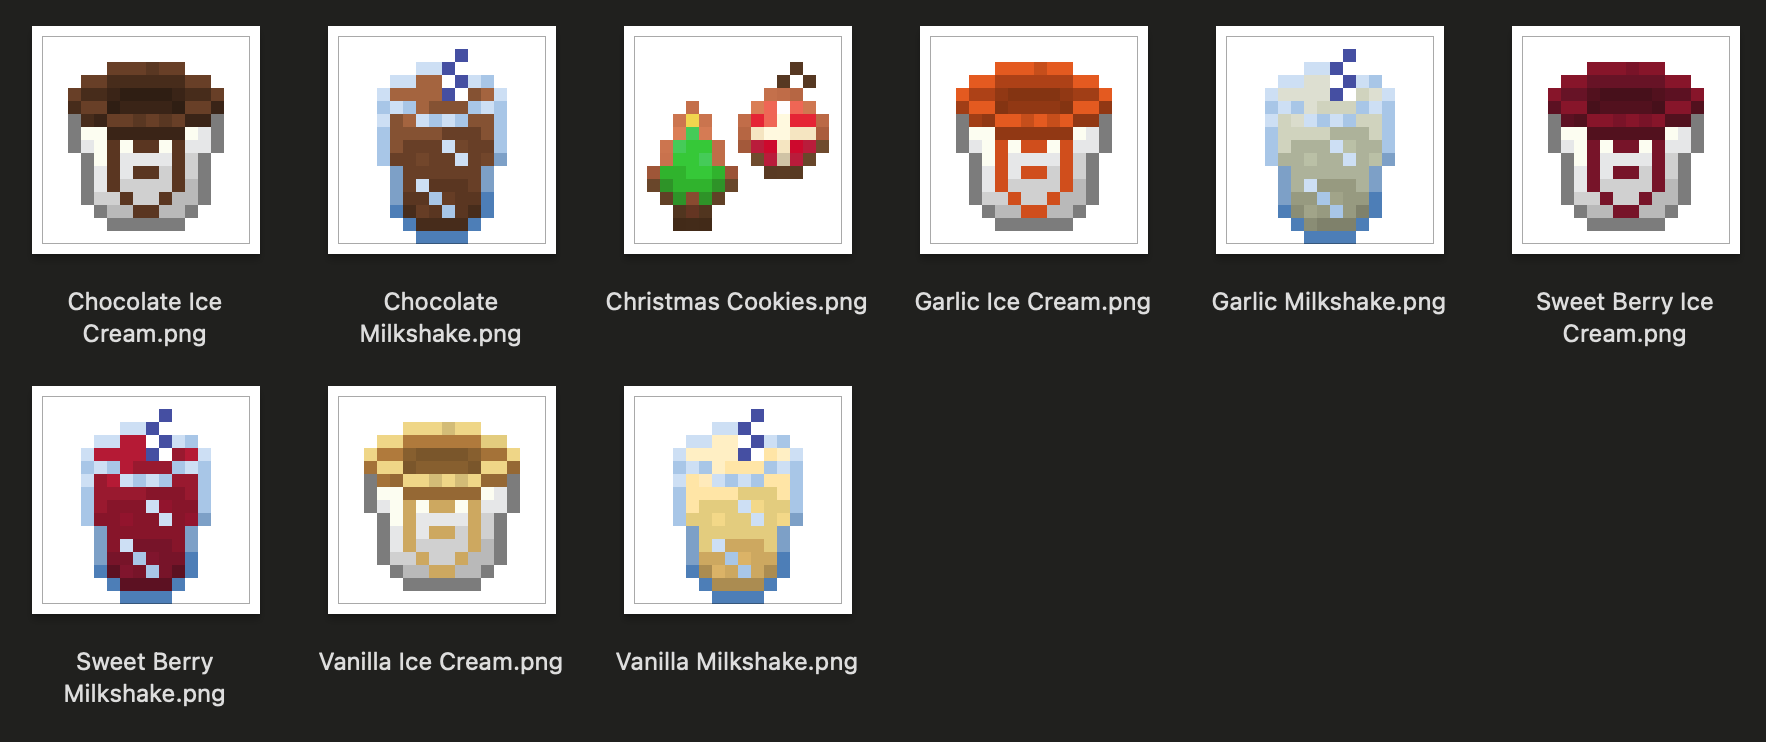 Chocolate Ice
Cream.png
Chocolate
Milkshake.png
Christmas Cookies.png
Garlic Ice Cream.png
Garlic Milkshake.png
Sweet Berry Ice
Cream.png
Sweet Berry
Milkshake.png
Vanilla Ice Cream.png
Vanilla Milkshake.png